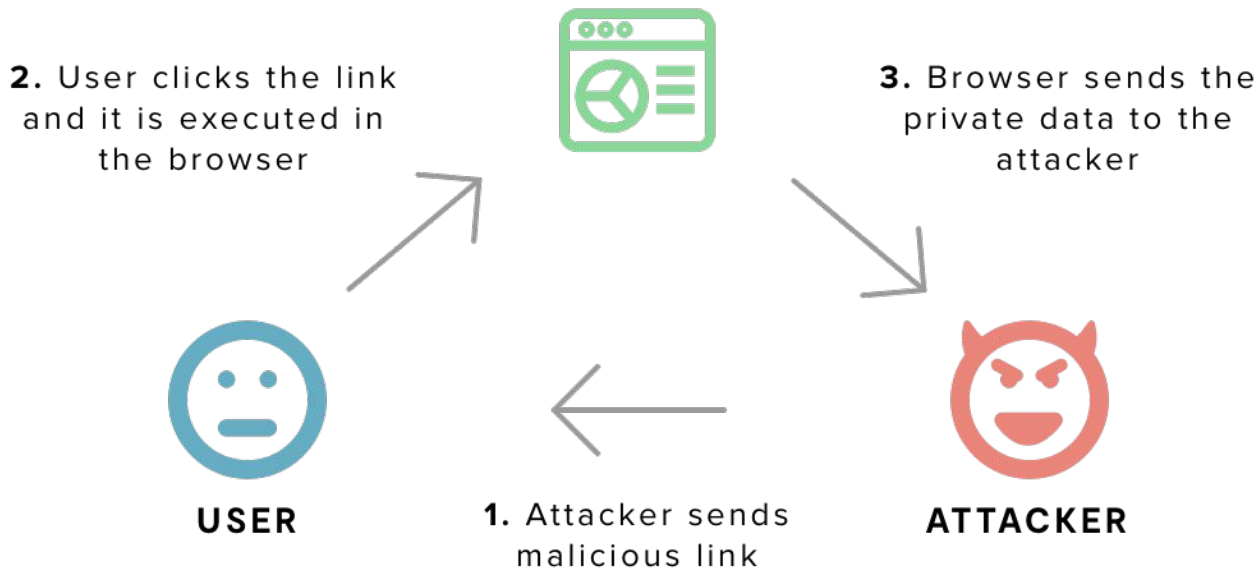 2. User clicks the link
and it is executed in
the browser
3. Browser sends the
private data to the
attacker
USER
1. Attacker sends
malicious link
ATTACKER